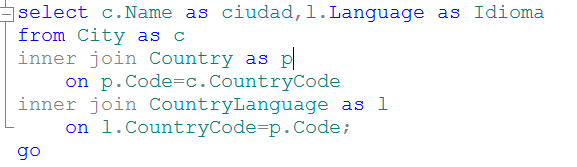 select c.Name as ciudad,l.Language as Idioma
from City as c
inner join Country as p
on p.Code=c.CountryCode
inner join CountryLanguage as l
on l.CountryCode=p.Code;
go